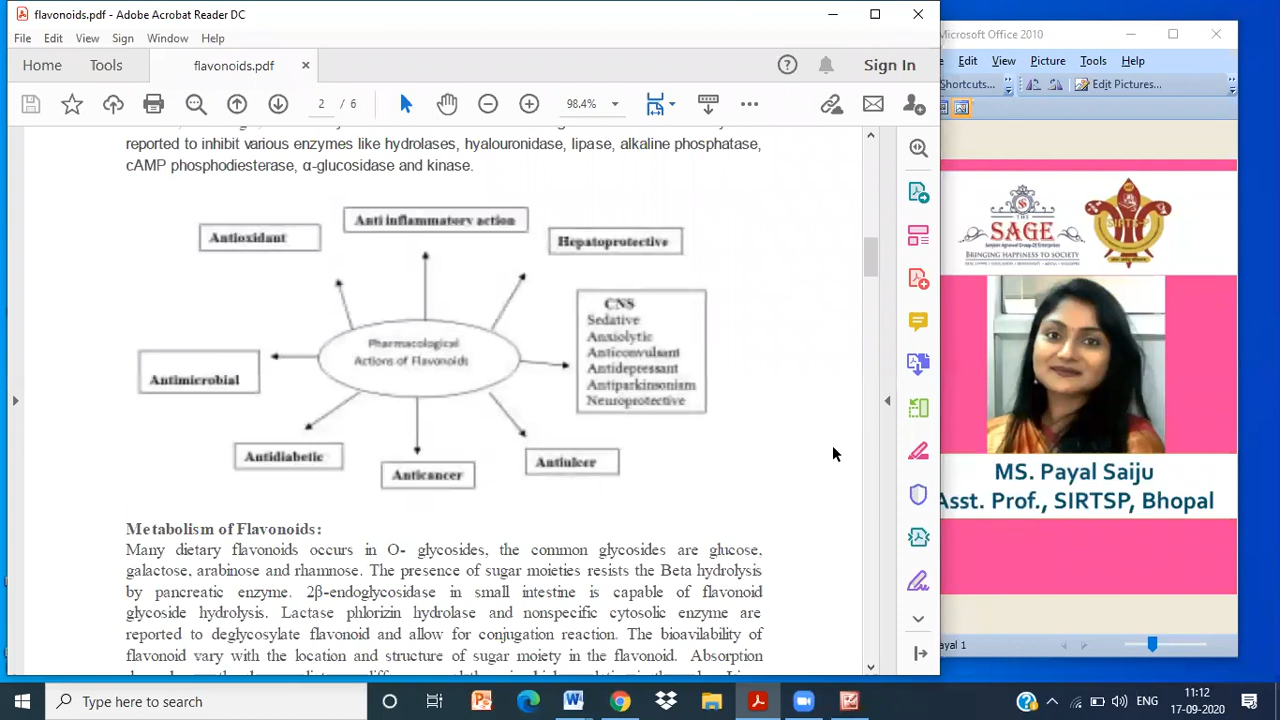 flavonoids.pdf - Adobe Acrobat Reader DC
File Edit View Sign Window Help
Home Tools flavonoids.pdf × Sign In
2 / 6 98.4%
reported to inhibit various enzymes like hydrolases, hyalouronidase, lipase, alkaline phosphatase,
cAMP phosphodiesterase, α-glucosidase and kinase.
Anti inflammatory action
Antioxidant
Hepatoprotective
CNS
Sedative
Anxiolytic
Anticonvulsant
Antidepressant
Antiparkinsonism
Neuroprotective
Pharmacological
Actions of Flavonoids
Antimicrobial
Antidiabetic
Anticancer
Antiulcer
Metabolism of Flavonoids:
Many dietary flavonoids occurs in O- glycosides, the common glycosides are glucose,
galactose, arabinose and rhamnose. The presence of sugar moieties resists the Beta hydrolysis
by pancreatic enzyme. 2β-endoglycosidase in small intestine is capable of flavonoid
glycoside hydrolysis. Lactase phlorizin hydrolase and nonspecific cytosolic enzyme are
reported to deglycosylate flavonoid and allow for conjugation reaction. The bioavailability of
flavonoid vary with the location and structure of sugar moiety in the flavonoid. Absorption
Microsoft Office 2010
Edit View Picture Tools Help
Shortcuts... Edit Pictures...
THE
SAGE
BRINGING HAPPINESS TO SOCIETY
SIRTS-P
MS. Payal Saiju
Asst. Prof., SIRTSP, Bhopal
ayal 1
Type here to search
ENG
11:12
17-09-2020